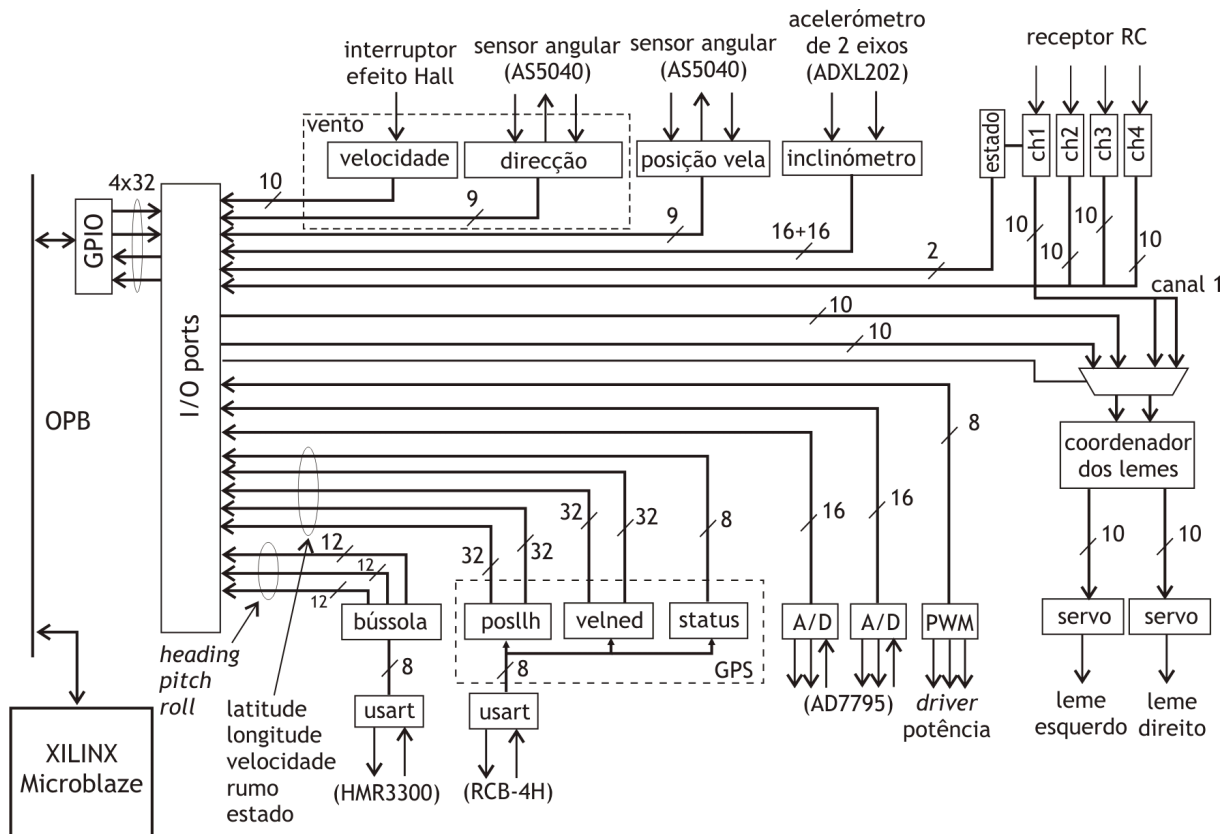 interruptor
efeito Hall
sensor angular
(AS5040)
sensor angular
(AS5040)
acelerómetro
de 2 eixos
(ADXL202)
receptor RC
vento
velocidade
direcção
posição vela
inclinómetro
estado
ch1
ch2
ch3
ch4
4x32
GPIO
I/O ports
OPB
10
9
9
16+16
2
10
10
10
10
canal 1
10
10
coordenador
dos lemes
10
10
servo
servo
leme
esquerdo
leme
direito
8
16
16
8
32
32
32
32
12
12
12
bússola
posllh
velned
status
GPS
A/D
A/D
PWM
(AD7795)
driver
potência
8
8
usart
usart
(HMR3300)
(RCB-4H)
heading
pitch
roll
latitude
longitude
velocidade
rumo
estado
XILINX
Microblaze